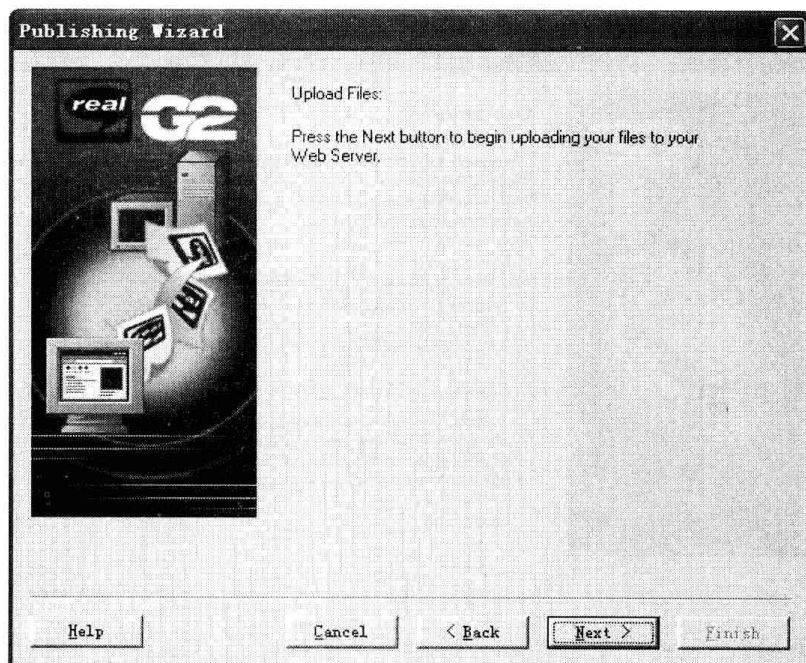 Publishing Wizard
real G2
Upload Files:
Press the Next button to begin uploading your files to your
Web Server.
Help
Cancel
< Back
Next >
Finish